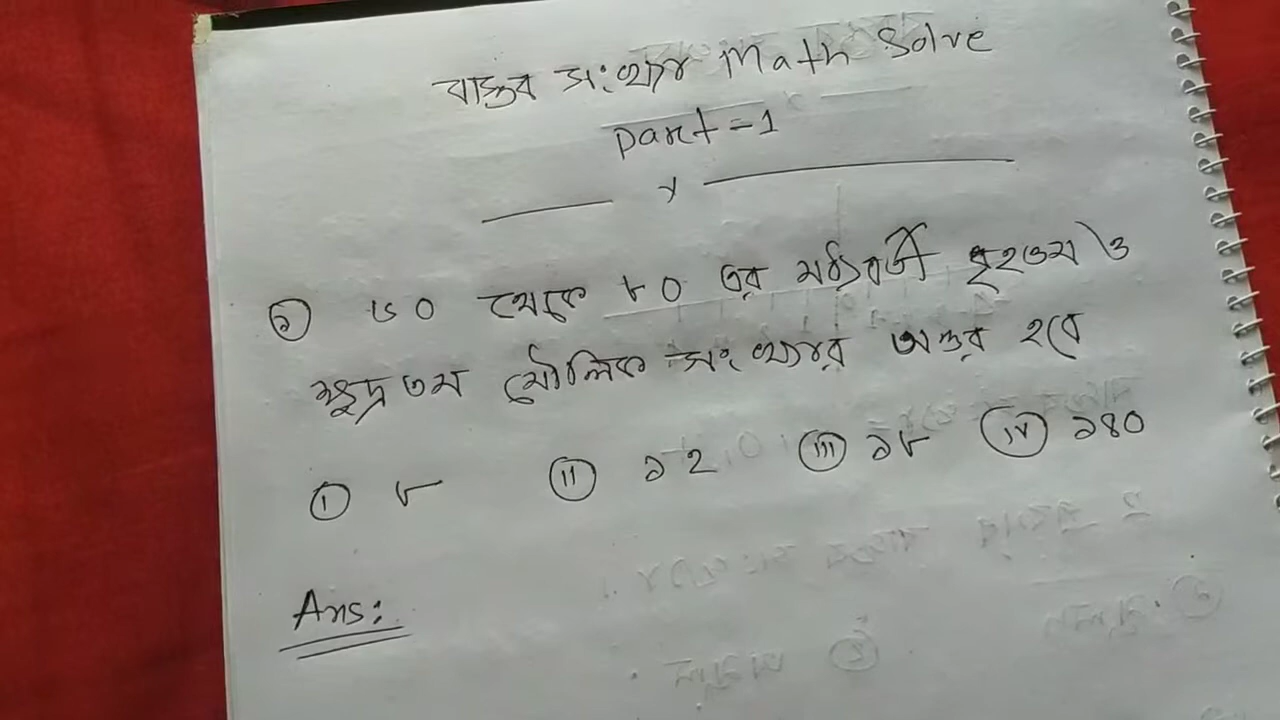 বাস্তব সংখ্যার Math Solve
part = 1
x
১ ৬০ থেকে ৮০ এর মধ্যবর্তী বৃহত্তম ও
ক্ষুদ্রতম মৌলিক সংখ্যার অন্তর হবে
i ৮ ii ১২ iii ১৮ iv ১৪০
Ans: